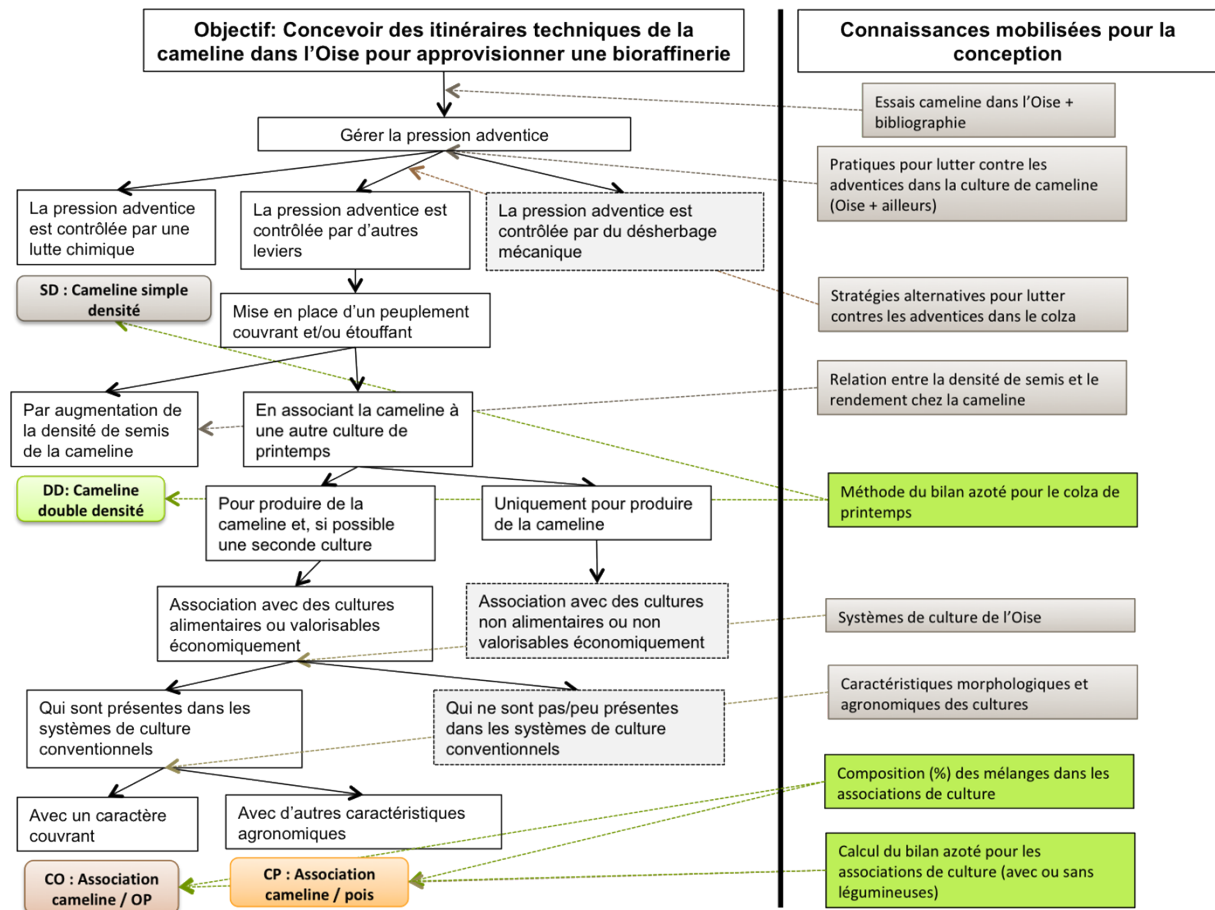 Objectif: Concevoir des itinéraires techniques de la
cameline dans l'Oise pour approvisionner une bioraffinerie
Connaissances mobilisées pour la
conception
Essais cameline dans l'Oise +
bibliographie
Gérer la pression adventice
Pratiques pour lutter contre les
adventices dans la culture de cameline
(Oise + ailleurs)
La pression adventice
est contrôlée par une
lutte chimique
La pression adventice est
contrôlée par d'autres
leviers
La pression adventice est
contrôlée par du désherbage
mécanique
SD : Cameline simple
densité
Mise en place d'un peuplement
couvrant et/ou étouffant
Stratégies alternatives pour lutter
contres les adventices dans le colza
Relation entre la densité de semis et le
rendement chez la cameline
Par augmentation de
la densité de semis
de la cameline
En associant la cameline à
une autre culture de
printemps
DD: Cameline
double densité
Pour produire de la
cameline et, si possible
une seconde culture
Uniquement pour produire
de la cameline
Méthode du bilan azoté pour le colza de
printemps
Association avec des cultures
alimentaires ou valorisables
économiquement
Association avec des cultures
non alimentaires ou non
valorisables économiquement
Systèmes de culture de l'Oise
Qui sont présentes dans les
systèmes de culture
conventionnels
Qui ne sont pas/peu présentes
dans les systèmes de culture
conventionnels
Caractéristiques morphologiques et
agronomiques des cultures
Avec un caractère
couvrant
Avec d'autres caractéristiques
agronomiques
Composition (%) des mélanges dans les
associations de culture
CO : Association
cameline / OP
CP : Association
cameline / pois
Calcul du bilan azoté pour les
associations de culture (avec ou sans
légumineuses)